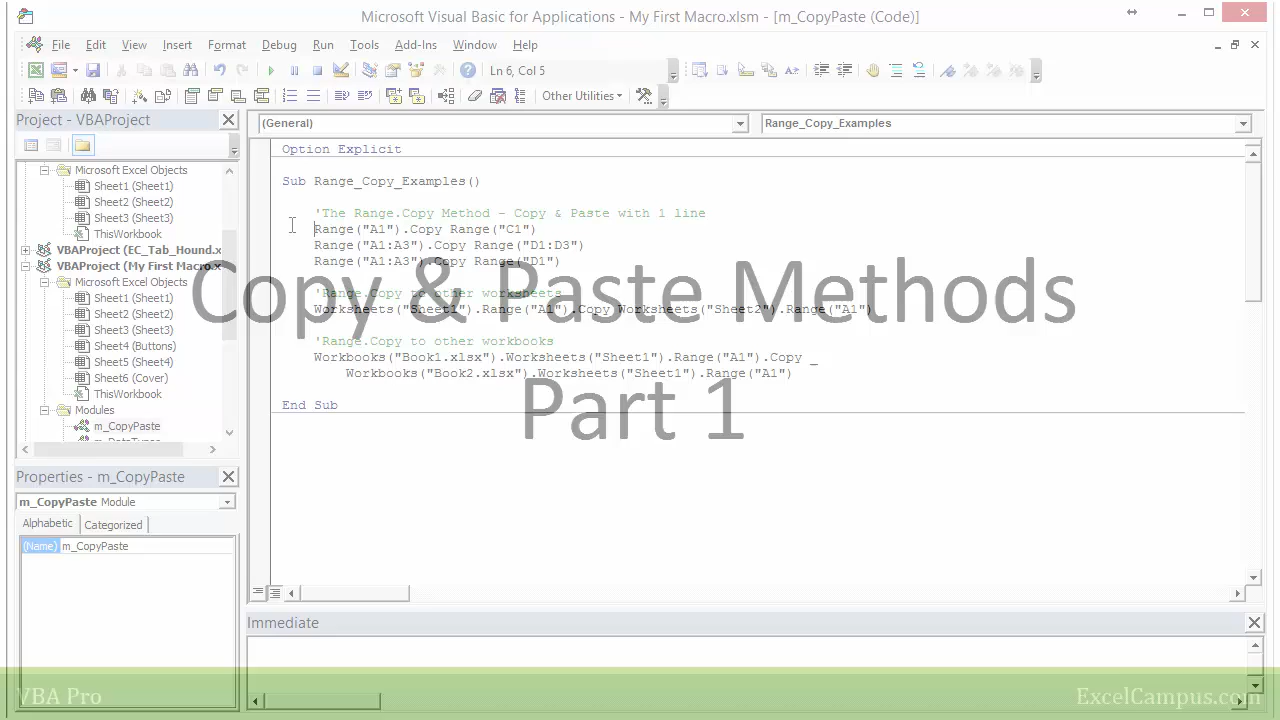 Microsoft Visual Basic for Applications - My First Macro.xlsm - [m_CopyPaste (Code)]
File Edit View Insert Format Debug Run Tools Add-Ins Window Help
Ln 6, Col 5
Other Utilities
Project - VBAProject
(General)
Range_Copy_Examples
Microsoft Excel Objects
Sheet1 (Sheet1)
Sheet2 (Sheet2)
Sheet3 (Sheet3)
ThisWorkbook
VBAProject (EC_Tab_Hound.x
VBAProject (My First Macro.x
Microsoft Excel Objects
Sheet1 (Sheet1)
Sheet2 (Sheet2)
Sheet3 (Sheet3)
Sheet4 (Buttons)
Sheet5 (Sheet4)
Sheet6 (Cover)
ThisWorkbook
Modules
m_CopyPaste
Option Explicit
Sub Range_Copy_Examples()
'The Range.Copy Method - Copy & Paste with 1 line
Range("A1").Copy Range("C1")
Range("A1:A3").Copy Range("D1:D3")
Range("A1:A3").Copy Range("D1")
'Range.Copy to other worksheets
Worksheets("Sheet1").Range("A1").Copy Worksheets("Sheet2").Range("A1")
'Range.Copy to other workbooks
Workbooks("Book1.xlsx").Worksheets("Sheet1").Range("A1").Copy _
Workbooks("Book2.xlsx").Worksheets("Sheet1").Range("A1")
End Sub
Copy & Paste Methods
Part 1
Properties - m_CopyPaste
m_CopyPaste Module
Alphabetic Categorized
(Name) m_CopyPaste
Immediate
VBA Pro
ExcelCampus.com